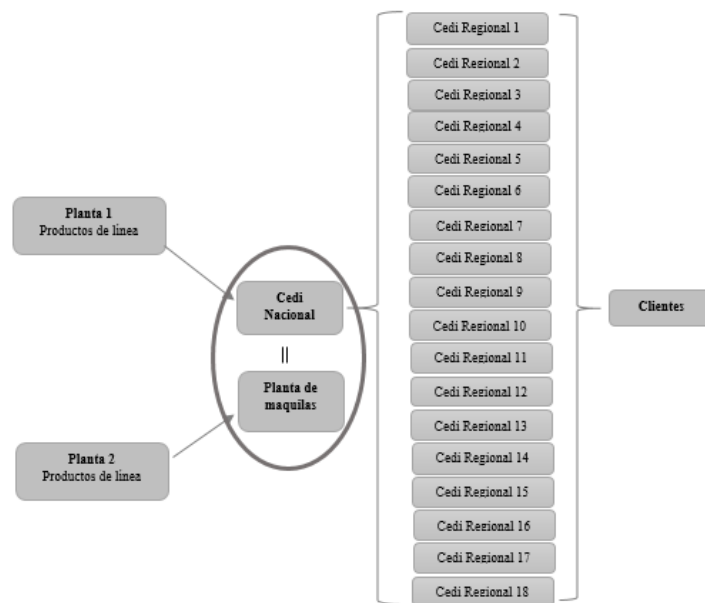 Planta 1
Productos de linea
Planta 2
Productos de linea
Cedi
Nacional
Planta de
maquilas
Cedi Regional 1
Cedi Regional 2
Cedi Regional 3
Cedi Regional 4
Cedi Regional 5
Cedi Regional 6
Cedi Regional 7
Cedi Regional 8
Cedi Regional 9
Cedi Regional 10
Cedi Regional 11
Cedi Regional 12
Cedi Regional 13
Cedi Regional 14
Cedi Regional 15
Cedi Regional 16
Cedi Regional 17
Cedi Regional 18
Clientes